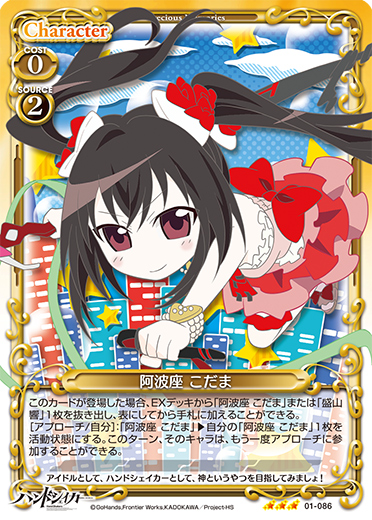 Precious Memories
Character
COST
0
SOURCE
2
阿波座 こだま
このカードが登場した場合、EXデッキから「阿波座 こだま」または「盛山
響」1枚を抜き出し、表にしてから手札に加えることができる。
[アプローチ/自分]:「阿波座 こだま」▶自分の「阿波座 こだま」1枚を
活動状態にする。このターン、そのキャラは、もう一度アプローチに参
加することができる。
アイドルとして、ハンドシェイカーとして、神というやつを目指してみましょ!
ハンドシェイカー
★★★ 01-086
©GoHands,Frontier Works,KADOKAWA／Project-HS